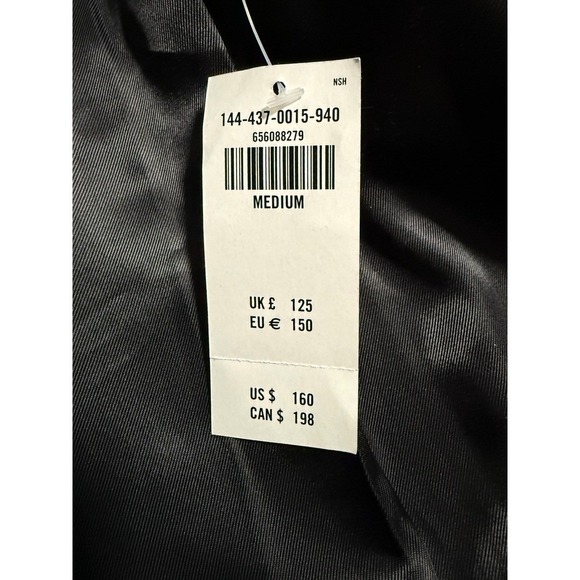 NSH
144-437-0015-940
656088279
MEDIUM
UK £ 125
EU € 150
US $ 160
CAN $ 198